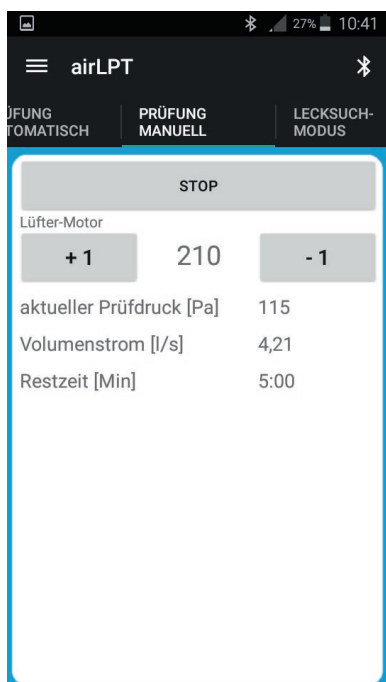 27% 10:41
airLPT
ÜFUNG
TOMATISCH
PRÜFUNG
MANUELL
LECKSUCH-
MODUS
STOP
Lüfter-Motor
+ 1 210 - 1
aktueller Prüfdruck [Pa] 115
Volumenstrom [l/s] 4,21
Restzeit [Min] 5:00